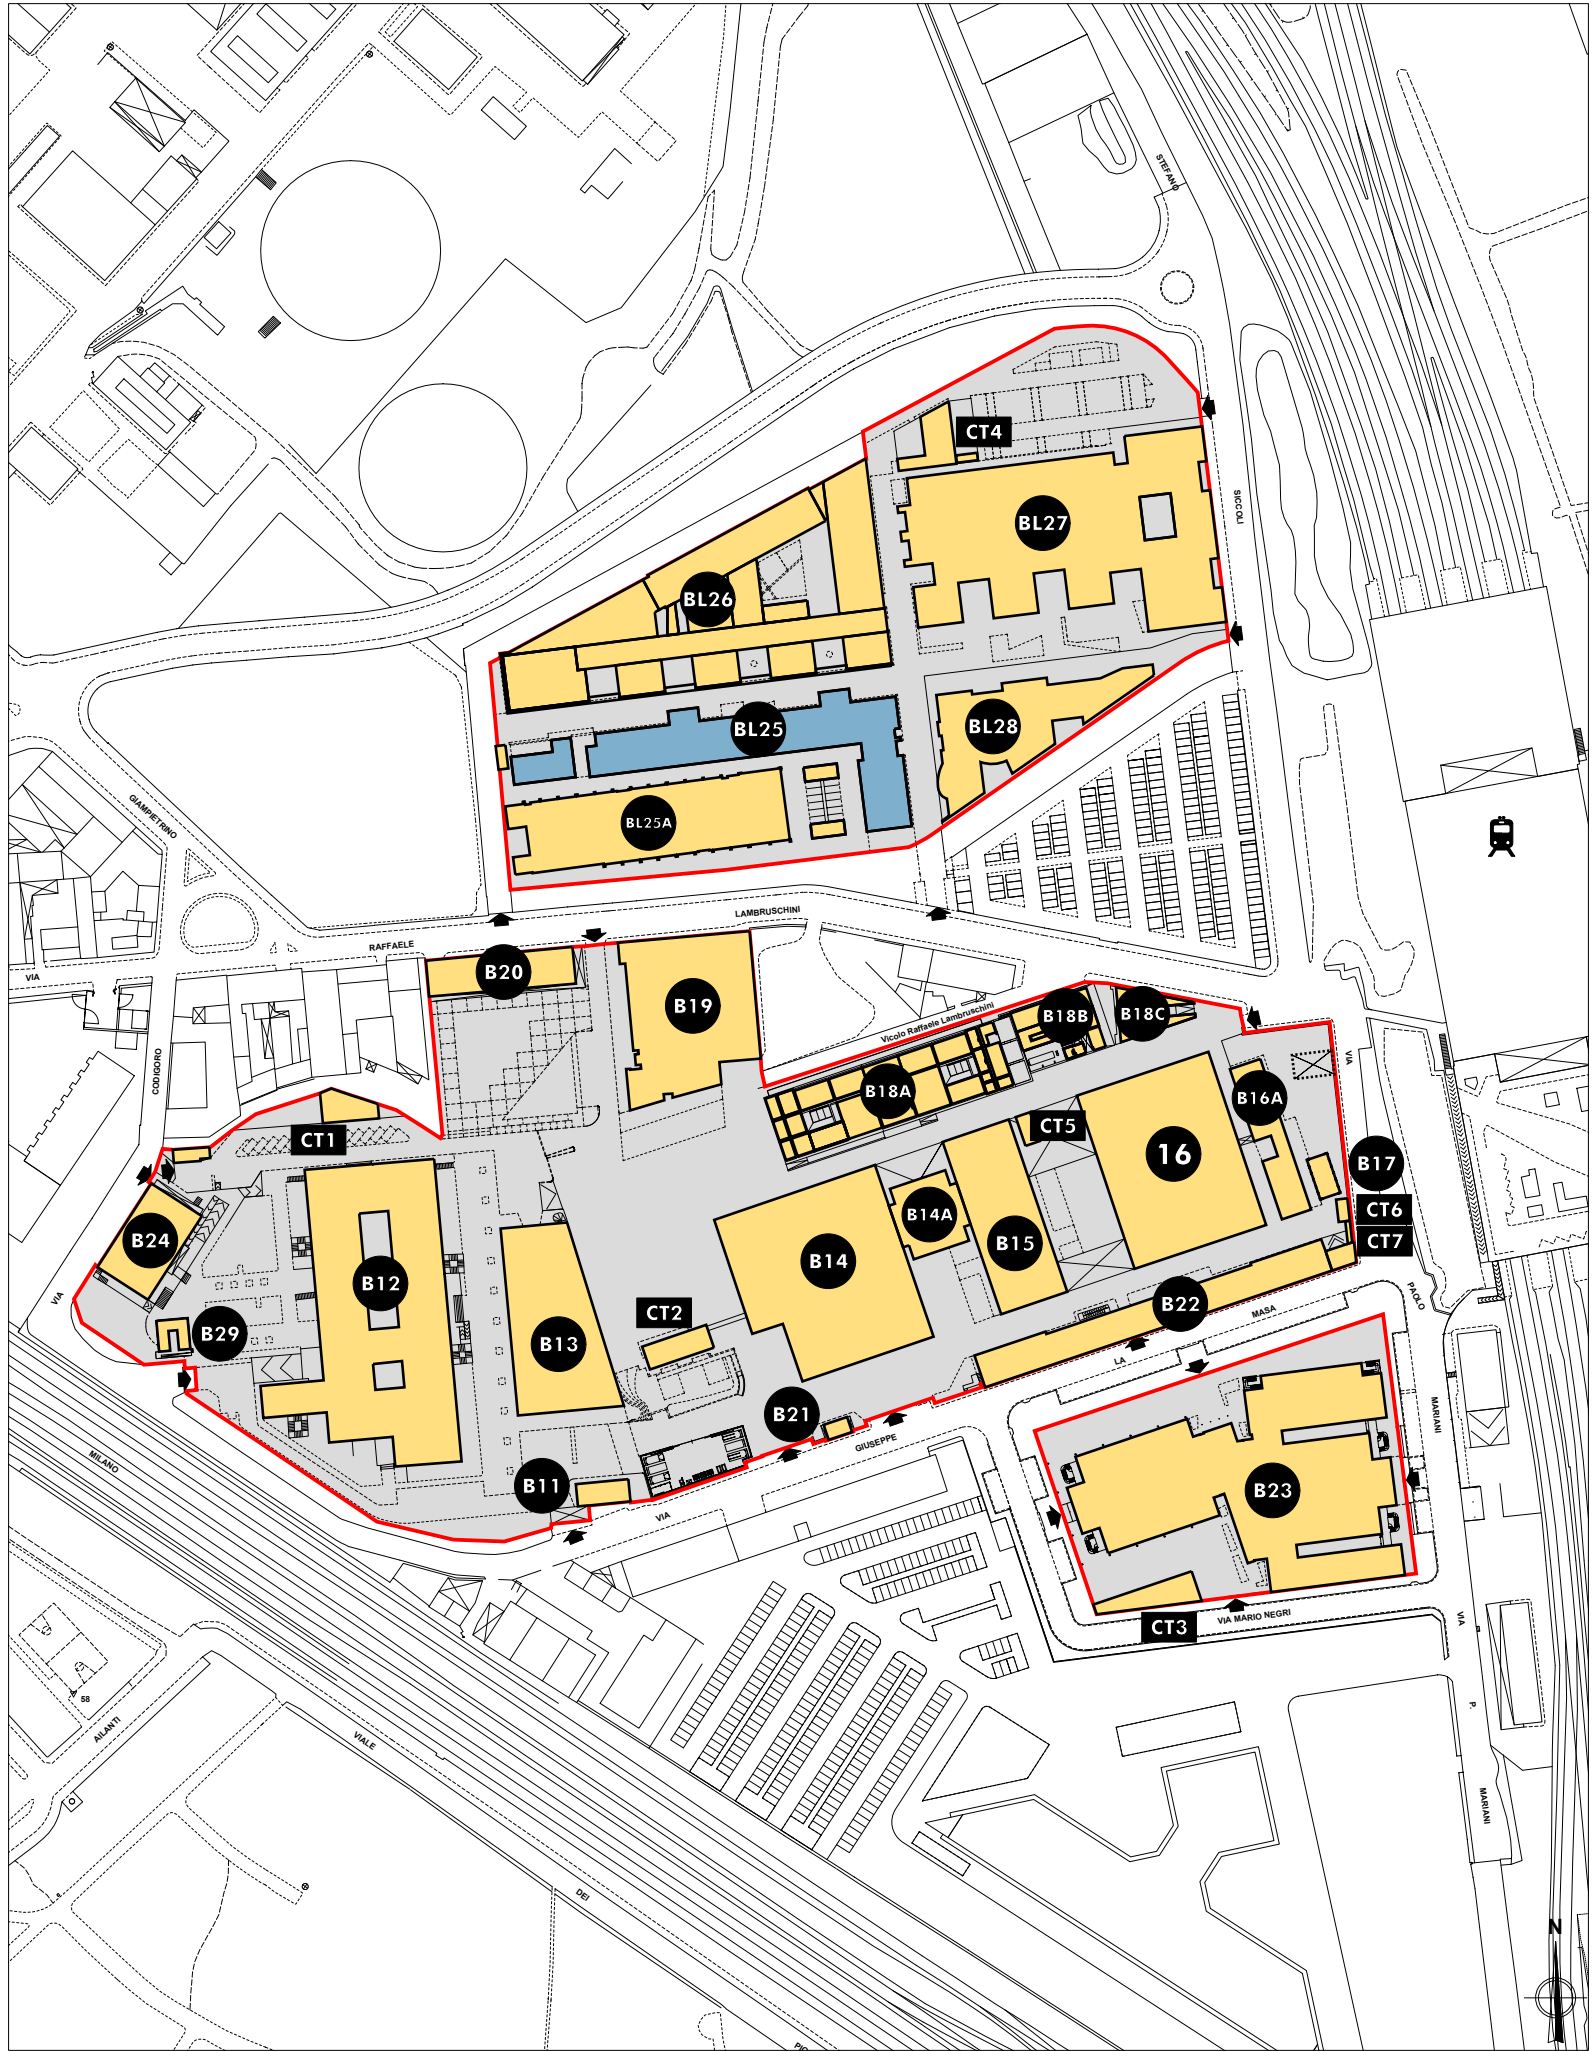 STEFANO
CT4
SICCOLI
BL27
BL26
BL25
BL28
GIAMPIETRINO
BL25A
LAMBRUSCHINI
RAFFAELE
VIA
B20
B19
Vicolo Raffaele Lambruschini
B18B
B18C
VIA
CODIGORO
B18A
B16A
CT1
CT5
16
B17
CT6
B14A
B24
B15
CT7
B14
B12
VIA
B22
PAOLO
MASA
CT2
B29
B13
LA
B21
MARIANI
GIUSEPPE
MILANO
B11
B23
VIA
VIA MARIO NEGRI
VIA
CT3
58
P.
AILANTI
VIALE
MARIANI
DEI
N